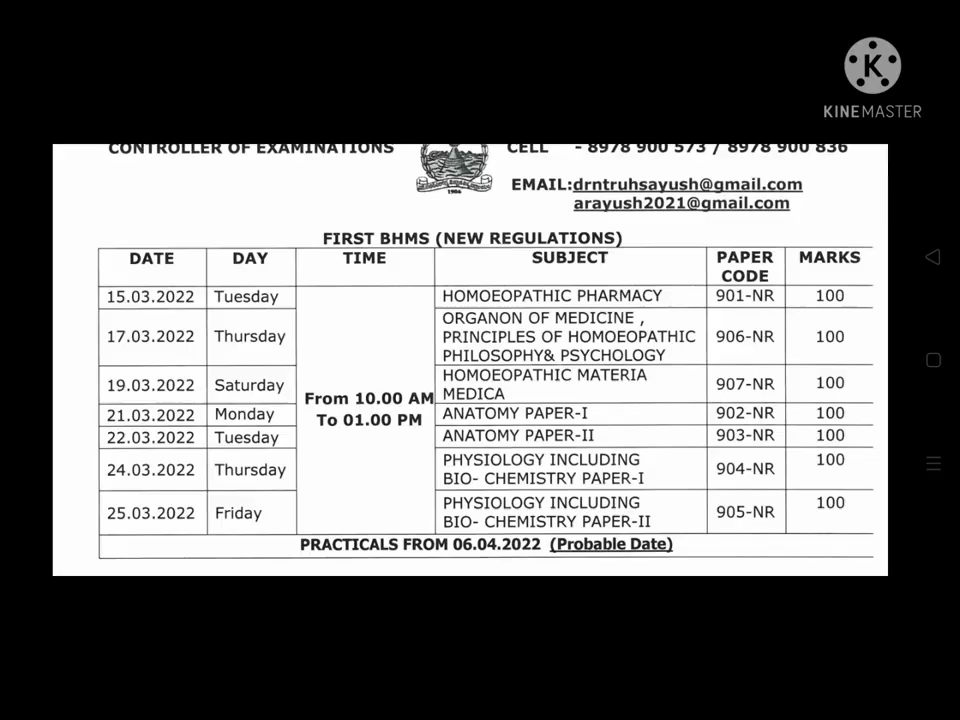 K
KINEMASTER
CONTROLLER OF EXAMINATIONS
CELL - 8978 900 573 / 8978 900 836
1986
EMAIL:drntruhsayush@gmail.com
arayush2021@gmail.com
FIRST BHMS (NEW REGULATIONS)
DATE DAY TIME SUBJECT PAPER CODE MARKS
15.03.2022 Tuesday HOMOEOPATHIC PHARMACY 901-NR 100
17.03.2022 Thursday ORGANON OF MEDICINE , PRINCIPLES OF HOMOEOPATHIC PHILOSOPHY& PSYCHOLOGY 906-NR 100
19.03.2022 Saturday HOMOEOPATHIC MATERIA MEDICA 907-NR 100
From 10.00 AM
To 01.00 PM
21.03.2022 Monday ANATOMY PAPER-I 902-NR 100
22.03.2022 Tuesday ANATOMY PAPER-II 903-NR 100
24.03.2022 Thursday PHYSIOLOGY INCLUDING BIO- CHEMISTRY PAPER-I 904-NR 100
25.03.2022 Friday PHYSIOLOGY INCLUDING BIO- CHEMISTRY PAPER-II 905-NR 100
PRACTICALS FROM 06.04.2022 (Probable Date)